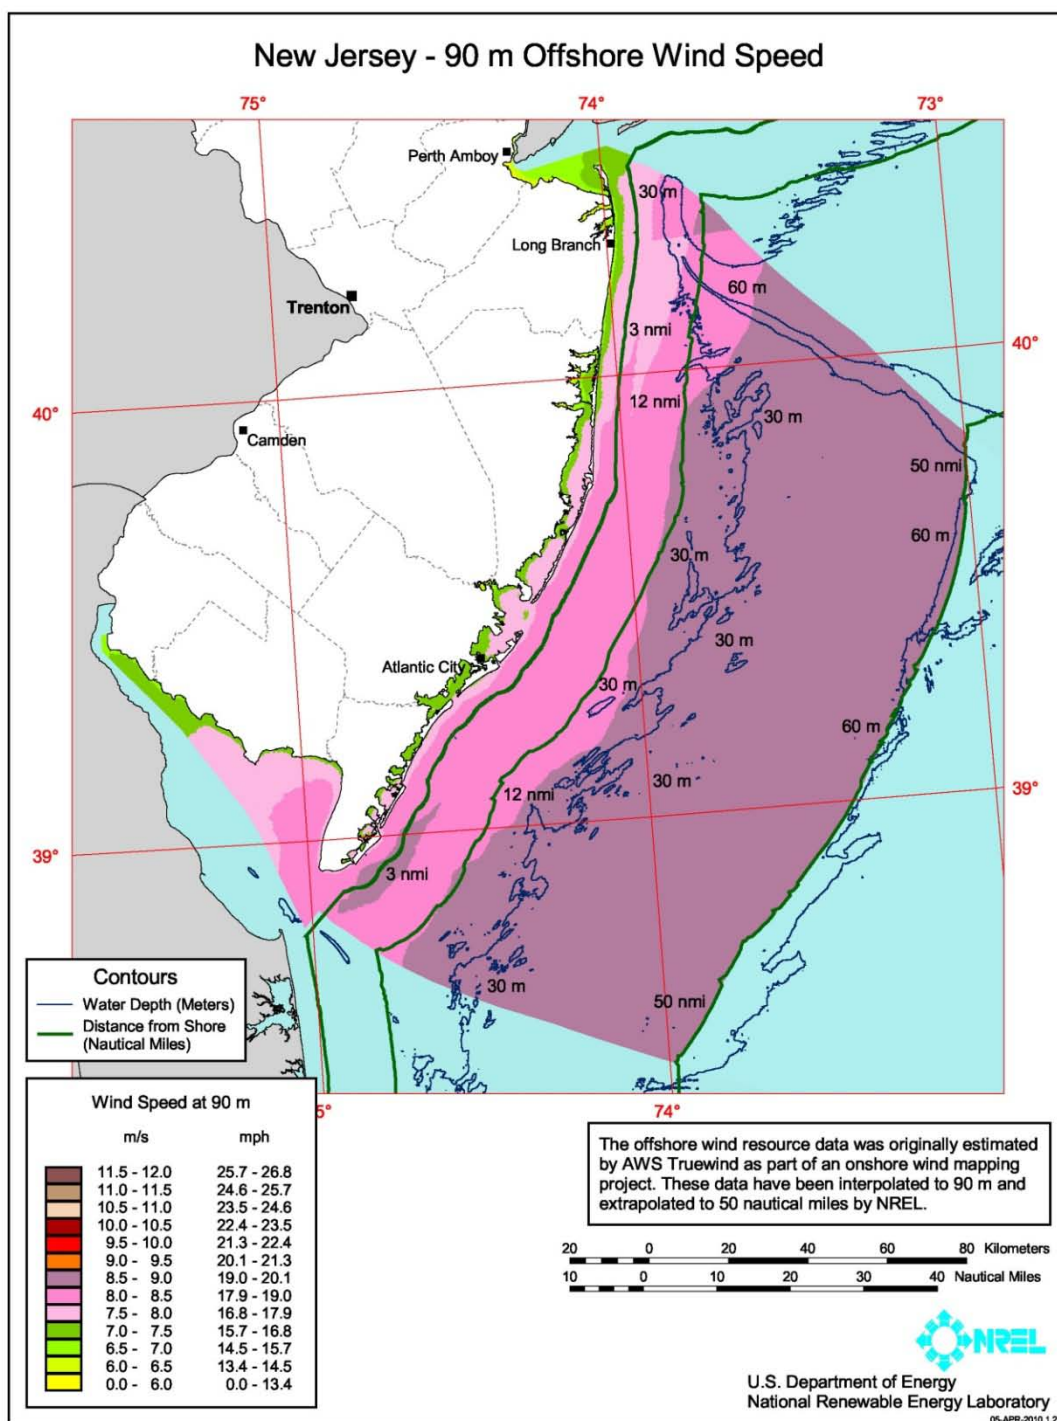 New Jersey - 90 m Offshore Wind Speed
75°
74°
73°
Perth Amboy
30 m
Long Branch
60 m
Trenton
3 nmi
40°
12 nmi
30 m
40°
Camden
50 nmi
60 m
30 m
30 m
Atlantic City
30 m
60 m
30 m
12 nmi
39°
39°
3 nmi
30 m
50 nmi
Contours
Water Depth (Meters)
Distance from Shore
(Nautical Miles)
5°
74°
Wind Speed at 90 m
m/s mph
11.5 - 12.0 25.7 - 26.8
11.0 - 11.5 24.6 - 25.7
10.5 - 11.0 23.5 - 24.6
10.0 - 10.5 22.4 - 23.5
9.5 - 10.0 21.3 - 22.4
9.0 - 9.5 20.1 - 21.3
8.5 - 9.0 19.0 - 20.1
8.0 - 8.5 17.9 - 19.0
7.5 - 8.0 16.8 - 17.9
7.0 - 7.5 15.7 - 16.8
6.5 - 7.0 14.5 - 15.7
6.0 - 6.5 13.4 - 14.5
0.0 - 6.0 0.0 - 13.4
The offshore wind resource data was originally estimated
by AWS Truewind as part of an onshore wind mapping
project. These data have been interpolated to 90 m and
extrapolated to 50 nautical miles by NREL.
20 0 20 40 60 80 Kilometers
10 0 10 20 30 40 Nautical Miles
NREL
U.S. Department of Energy
National Renewable Energy Laboratory
05-APR-2010 1.2